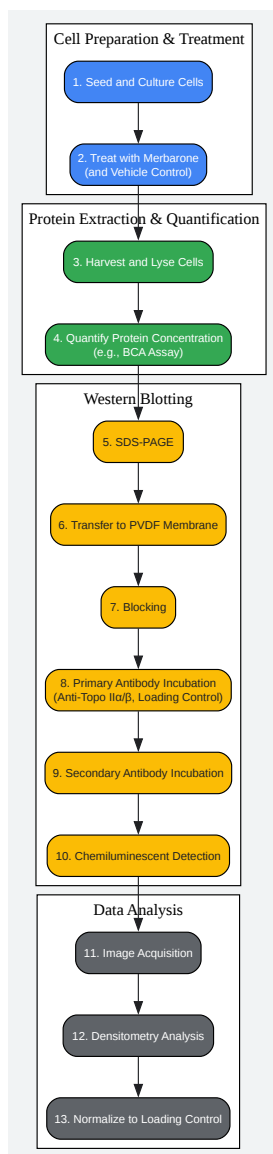 Cell Preparation & Treatment
1. Seed and Culture Cells
2. Treat with Merbarone
(and Vehicle Control)
Protein Extraction & Quantification
3. Harvest and Lyse Cells
4. Quantify Protein Concentration
(e.g., BCA Assay)
Western Blotting
5. SDS-PAGE
6. Transfer to PVDF Membrane
7. Blocking
8. Primary Antibody Incubation
(Anti-Topo IIα/β, Loading Control)
9. Secondary Antibody Incubation
10. Chemiluminescent Detection
Data Analysis
11. Image Acquisition
12. Densitometry Analysis
13. Normalize to Loading Control